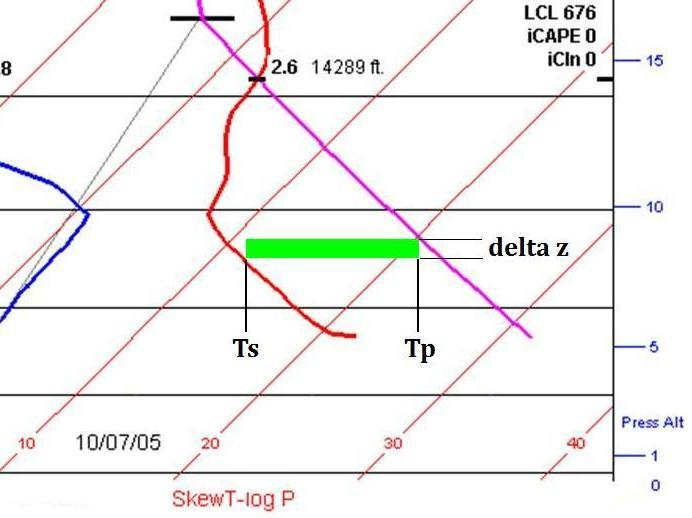 LCL 676
iCAPE 0
iCIn 0
15
.8
2.6 14289 ft.
10
delta z
Ts
Tp
5
Press Alt
10
10/07/05
20
30
40
1
0
SkewT-log P